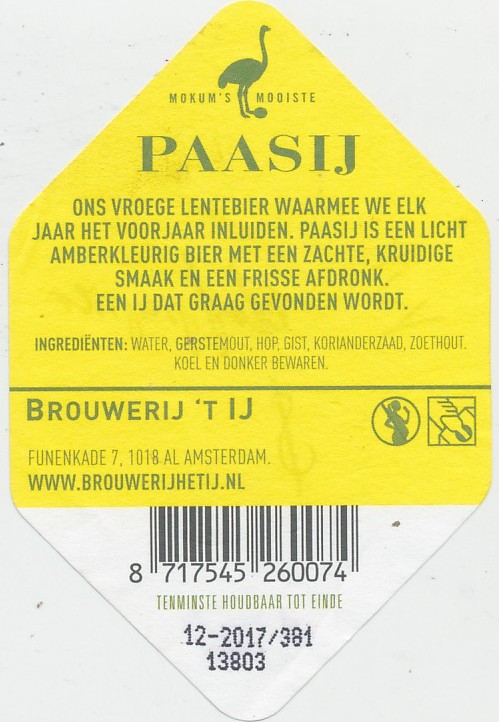 MOKUM'S MOOISTE
PAASIJ
ONS VROEGE LENTEBIER WAARMEE WE ELK
JAAR HET VOORJAAR INLUIDEN. PAASIJ IS EEN LICHT
AMBERKLEURIG BIER MET EEN ZACHTE, KRUIDIGE
SMAAK EN EEN FRISSE AFDRONK.
EEN IJ DAT GRAAG GEVONDEN WORDT.
INGREDIËNTEN: WATER, GERSTEMOUT, HOP, GIST, KORIANDERZAAD, ZOETHOUT.
KOEL EN DONKER BEWAREN.
BROUWERIJ 'T IJ
FUNENKADE 7, 1018 AL AMSTERDAM.
WWW.BROUWERIJHETIJ.NL
8 717545 260074
TENMINSTE HOUDBAAR TOT EINDE
12-2017/381
13803